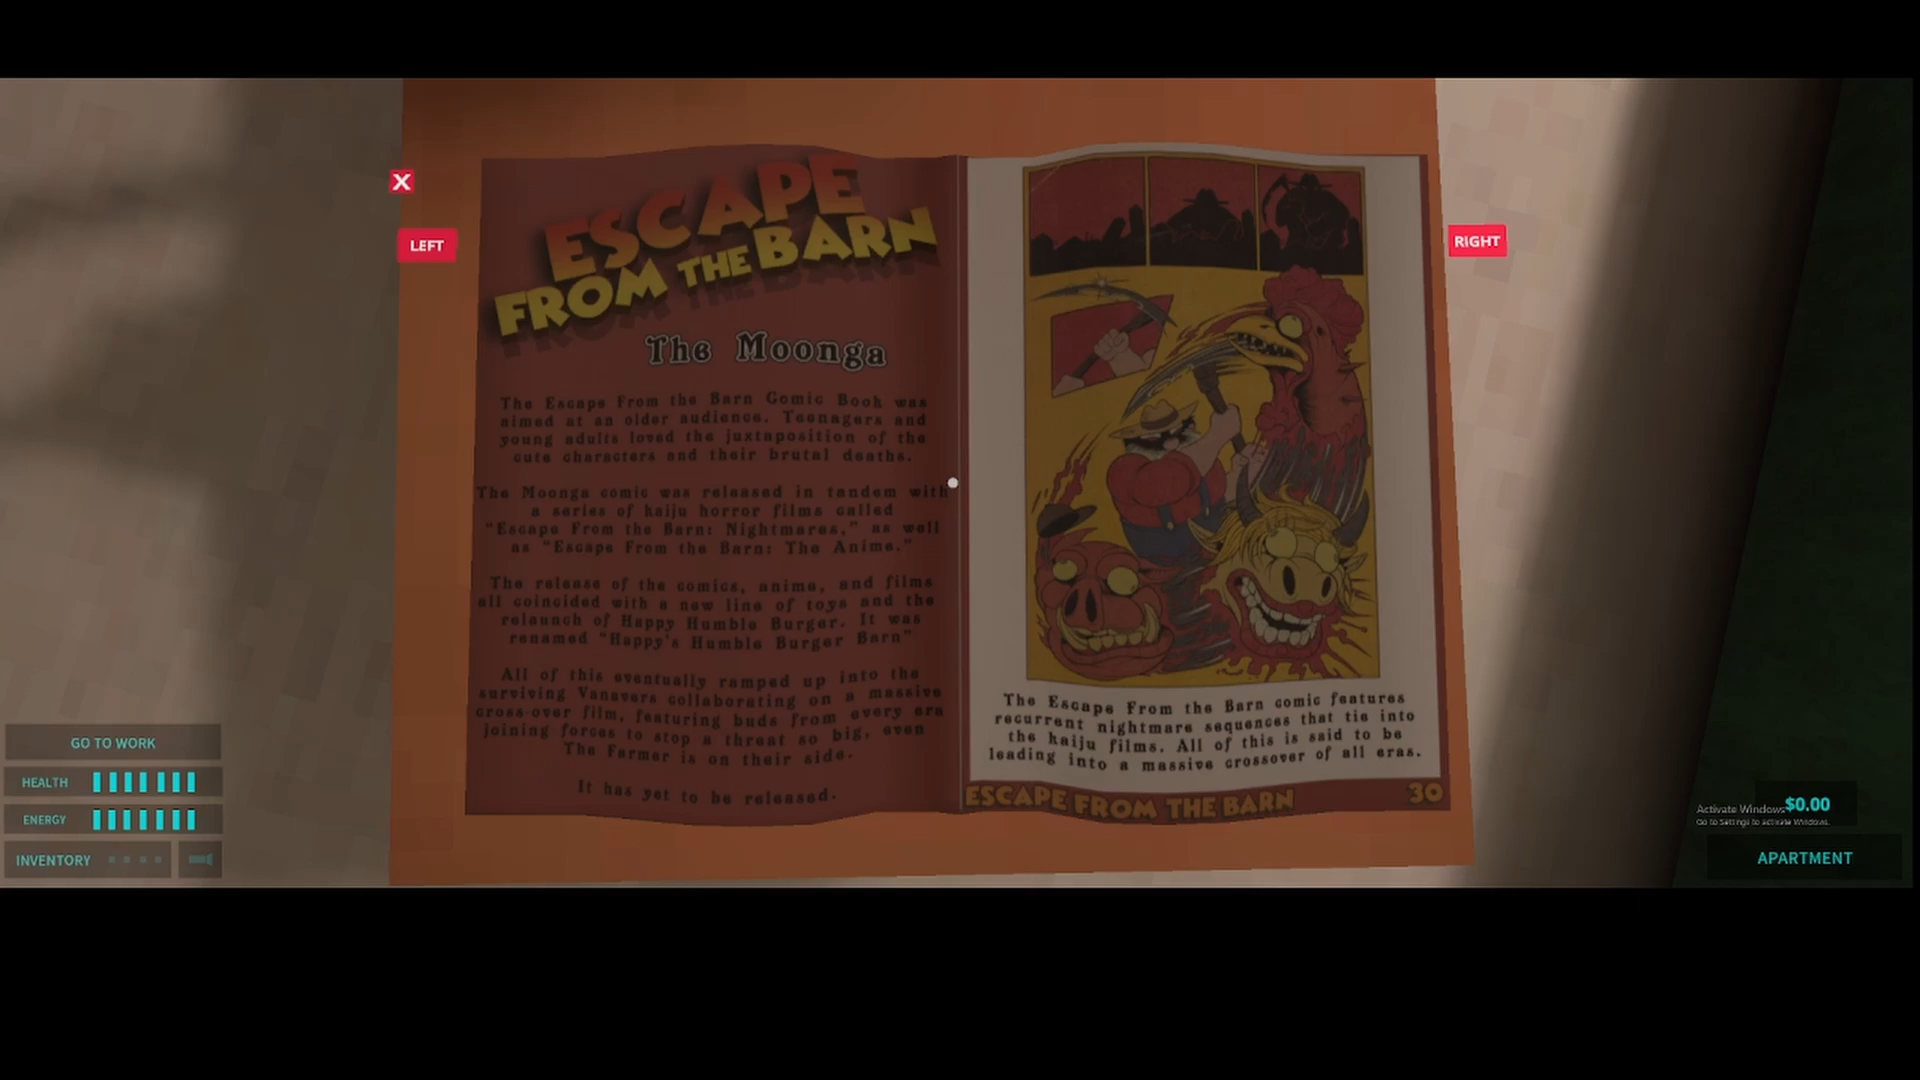 X
LEFT
RIGHT
ESCAPE
FROM THE BARN
The Moonga
The Escape From the Barn Comic Book was
aimed at an older audience. Teenagers and
young adults loved the juxtaposition of the
cute characters and their brutal deaths.
The Moonga comic was released in tandem with
a series of kaiju horror films called
"Escape From the Barn: Nightmares," as well
as "Escape From the Barn: The Anime."
The release of the comics, anime, and films
all coincided with a new line of toys and the
relaunch of Happy Humble Burger. It was
renamed "Happy's Humble Burger Barn"
All of this eventually ramped up into the
surviving Vanavers collaborating on a massive
cross-over film, featuring buds from every era
joining forces to stop a threat so big, even
The Farmer is on their side.
It has yet to be released.
The Escape From the Barn comic features
recurrent nightmare sequences that tie into
the kaiju films. All of this is said to be
leading into a massive crossover of all eras.
ESCAPE FROM THE BARN 30
GO TO WORK
HEALTH
ENERGY
INVENTORY
$0.00
Activate Windows
Go to Settings to activate Windows.
APARTMENT